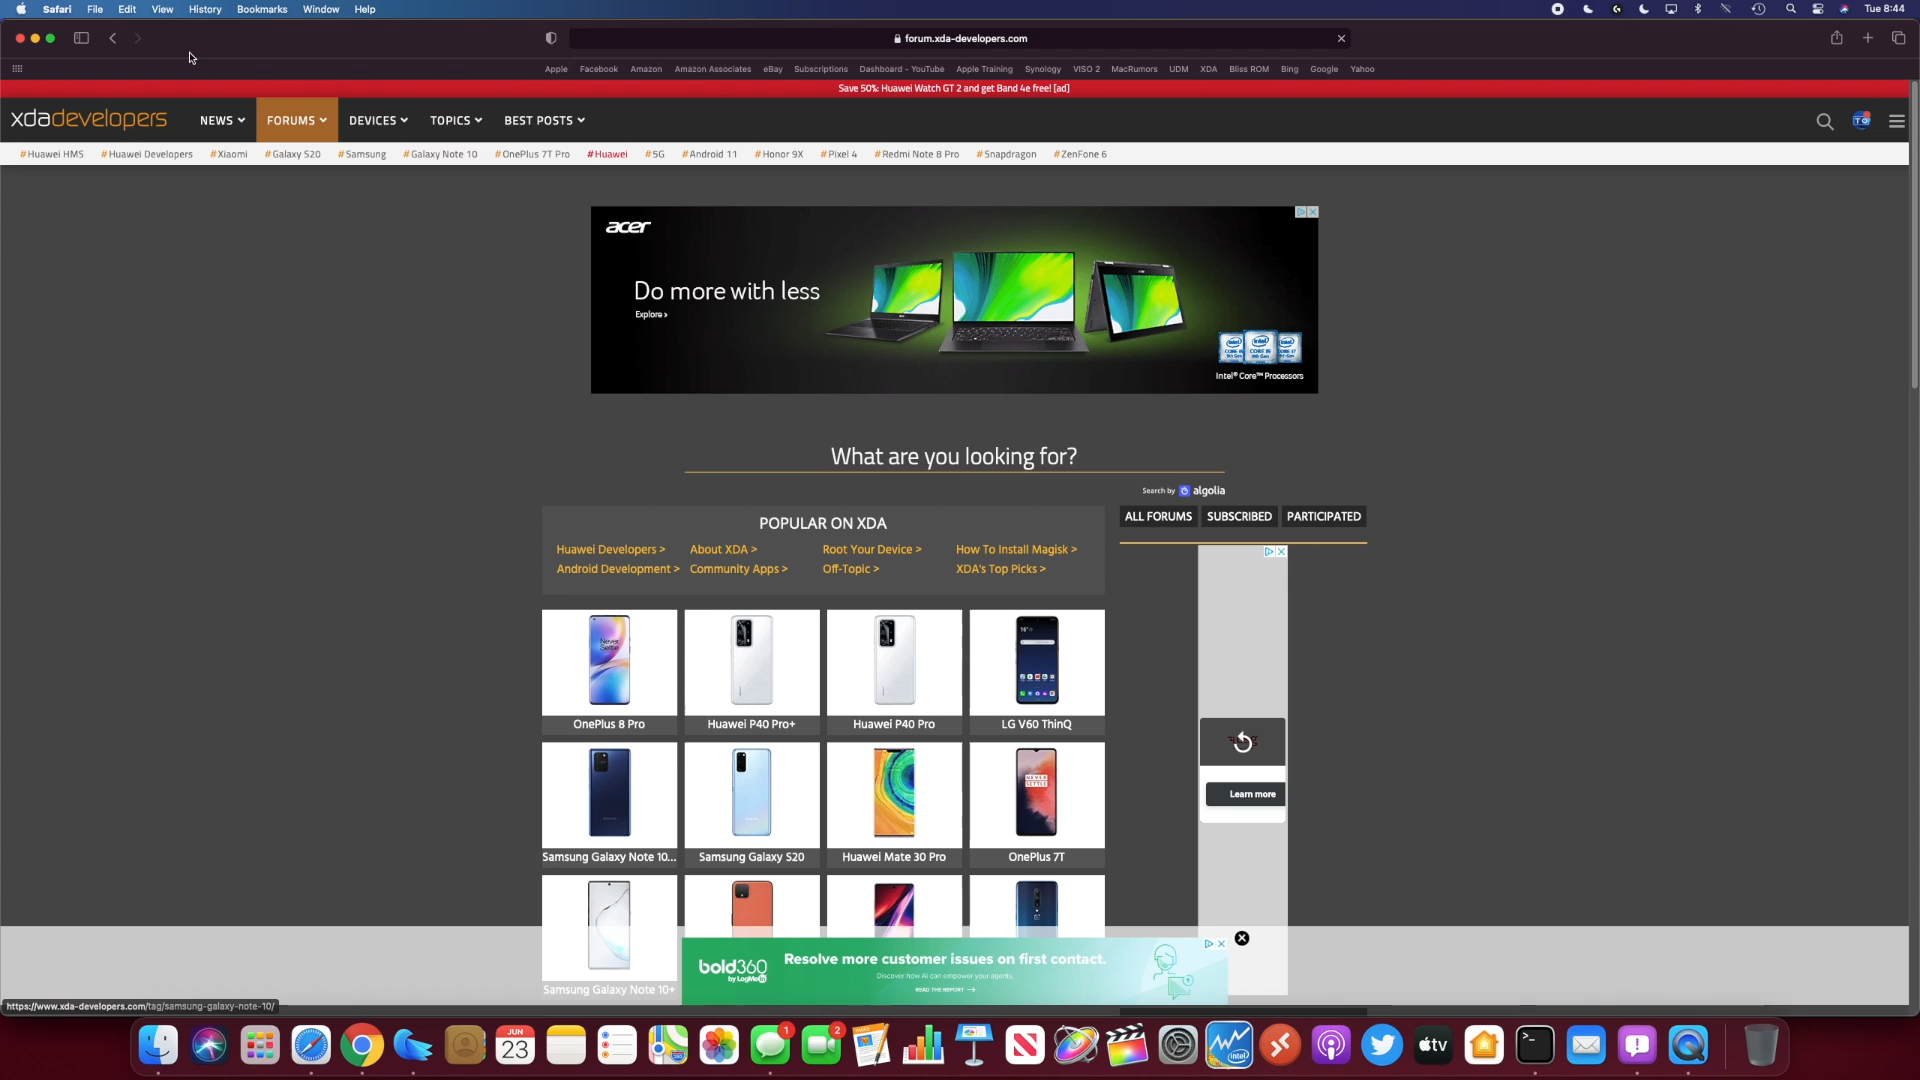 Safari File Edit View History Bookmarks Window Help Tue 8:44
forum.xda-developers.com
Apple Facebook Amazon Amazon Associates eBay Subscriptions Dashboard - YouTube Apple Training Synology VISO 2 MacRumors UDM XDA Bliss ROM Bing Google Yahoo
Save 50%: Huawei Watch GT 2 and get Band 4e free! [ad]
xdadevelopers NEWS FORUMS DEVICES TOPICS BEST POSTS
#Huawei HMS #Huawei Developers #Xiaomi #Galaxy S20 #Samsung #Galaxy Note 10 #OnePlus 7T Pro #Huawei #5G #Android 11 #Honor 9X #Pixel 4 #Redmi Note 8 Pro #Snapdragon #ZenFone 6
acer
Do more with less
Explore >
Intel® Core™ Processors
What are you looking for?
Search by algolia
ALL FORUMS SUBSCRIBED PARTICIPATED
POPULAR ON XDA
Huawei Developers > About XDA > Root Your Device > How To Install Magisk >
Android Development > Community Apps > Off-Topic > XDA's Top Picks >
OnePlus 8 Pro Huawei P40 Pro+ Huawei P40 Pro LG V60 ThinQ
Learn more
Samsung Galaxy Note 10... Samsung Galaxy S20 Huawei Mate 30 Pro OnePlus 7T
Samsung Galaxy Note 10+
bold360
by LogMeIn
Resolve more customer issues on first contact.
Discover how AI can empower your agents.
READ THE REPORT →
https://www.xda-developers.com/tag/samsung-galaxy-note-10/
JUN
23
1
2
intel
tv